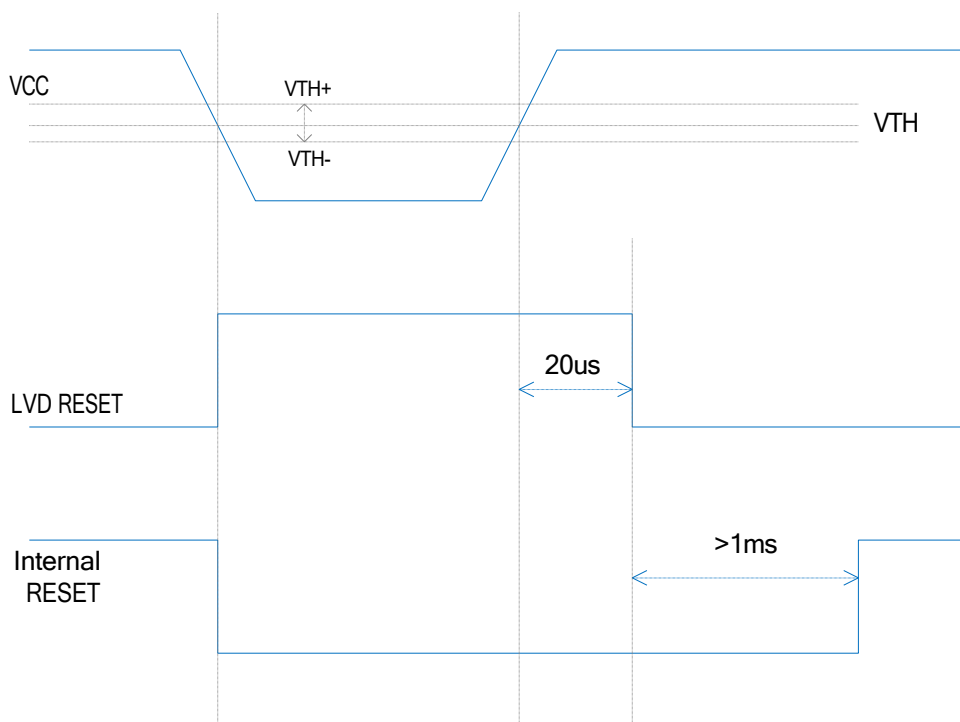 VCC
VTH+
VTH
VTH-
20us
LVD RESET
>1ms
Internal
RESET